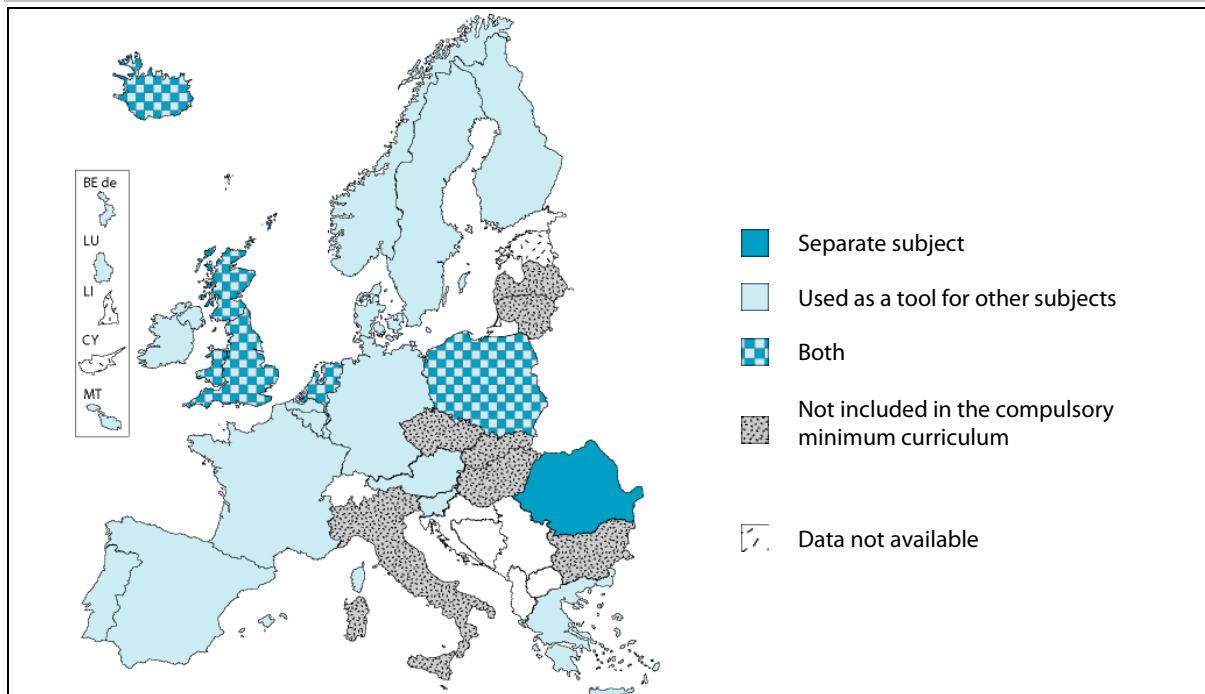 BE de
LU
LI
CY
MT
Separate subject
Used as a tool for other subjects
Both
Not included in the compulsory
minimum curriculum
Data not available